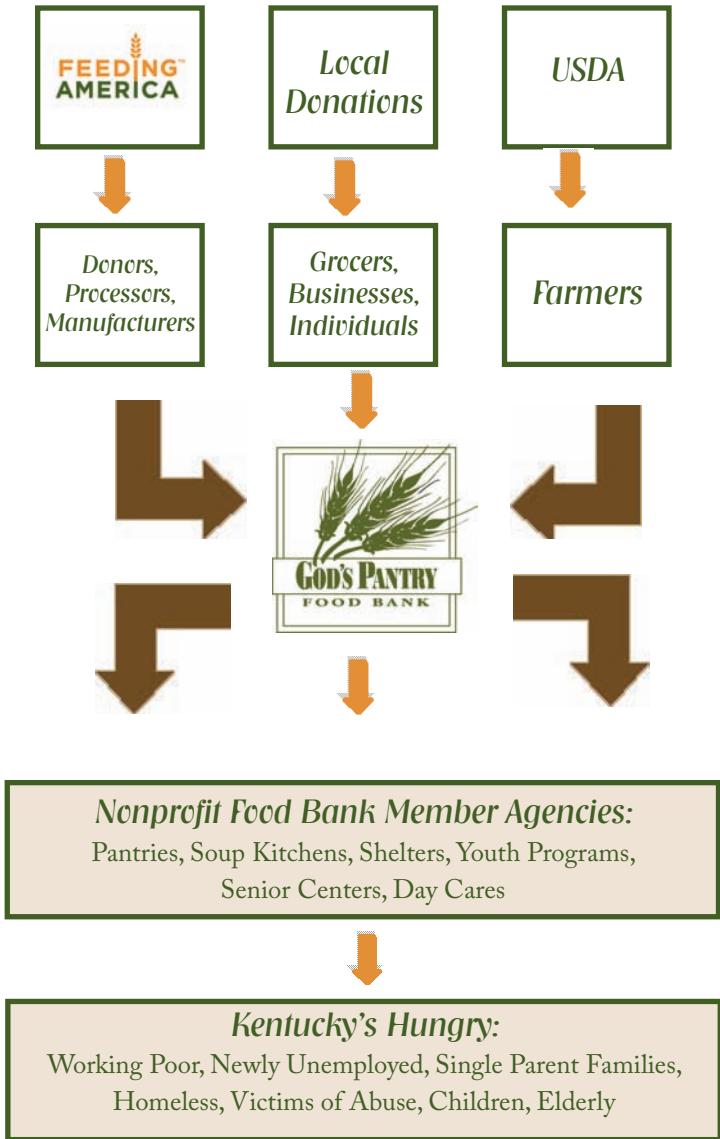 FEEDING™
AMERICA
Local
Donations
USDA
Donors,
Processors,
Manufacturers
Grocers,
Businesses,
Individuals
Farmers
GOD'S PANTRY
FOOD BANK
Nonprofit Food Bank Member Agencies:
Pantries, Soup Kitchens, Shelters, Youth Programs,
Senior Centers, Day Cares
Kentucky's Hungry:
Working Poor, Newly Unemployed, Single Parent Families,
Homeless, Victims of Abuse, Children, Elderly